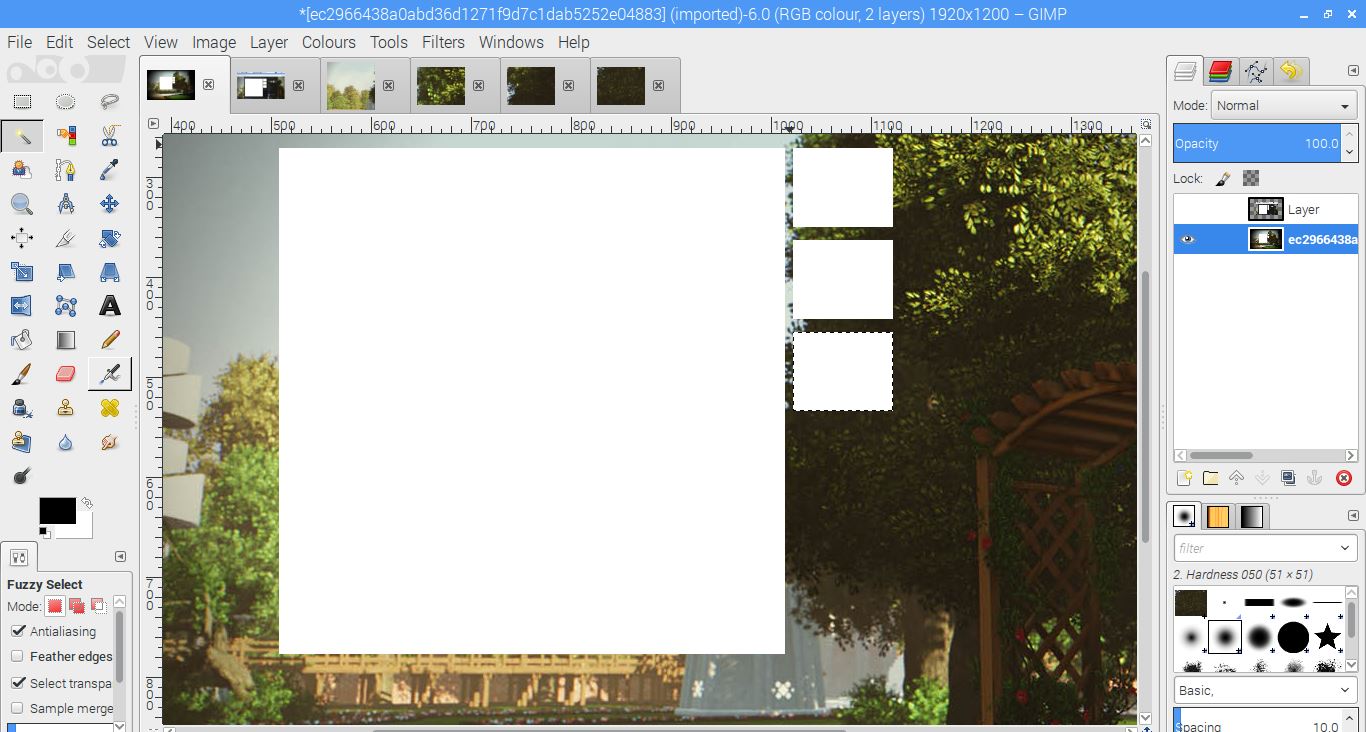 *[ec2966438a0abd36d1271f9d7c1dab5252e04883] (imported)-6.0 (RGB colour, 2 layers) 1920x1200 – GIMP
File Edit Select View Image Layer Colours Tools Filters Windows Help
400 500 600 700 800 900 1000 1100 1200 1300
300
400
500
600
700
800
Mode: Normal
Opacity 100.0
Lock:
Layer
ec2966438a
filter
2. Hardness 050 (51 × 51)
Basic,
Spacing 10.0
Fuzzy Select
Mode:
Antialiasing
Feather edges
Select transpa
Sample merge